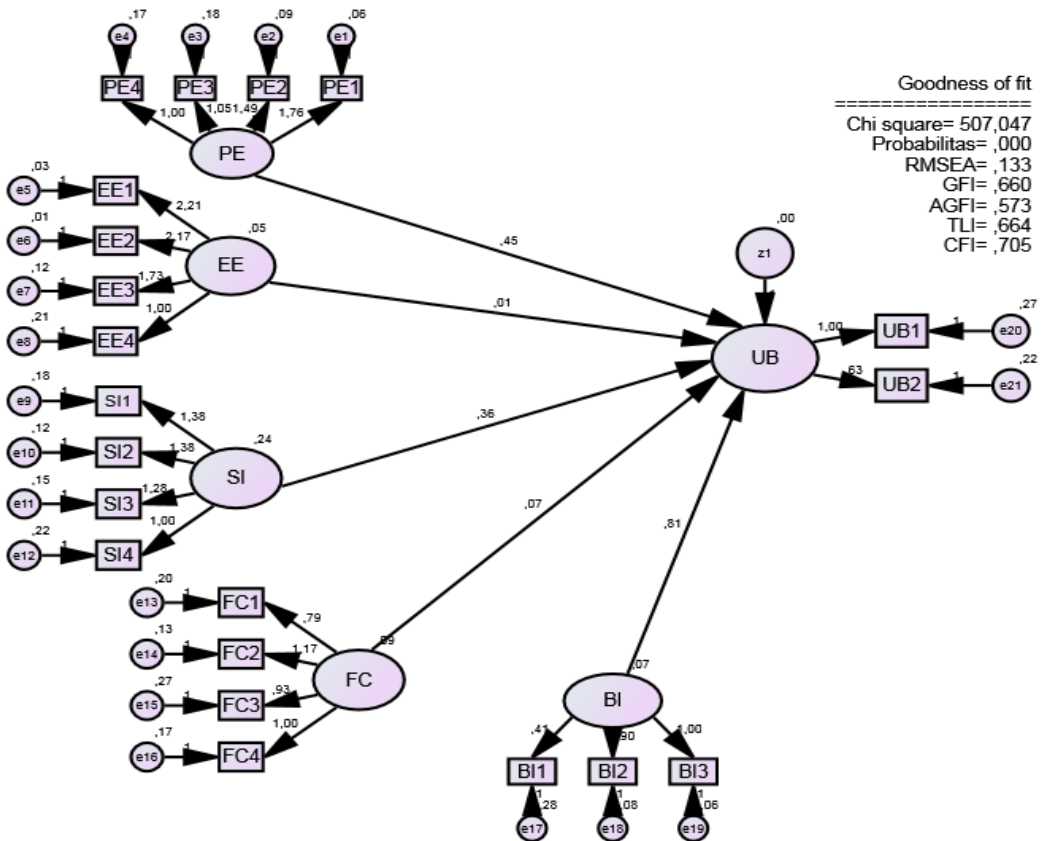 ,17
,18
,09
,06
e4
e3
e2
e1
PE4
PE3
PE2
PE1
1,00
1,05
1,49
1,76
PE
Goodness of fit
=================
Chi square= 507,047
Probabilitas= ,000
RMSEA= ,133
GFI= ,660
AGFI= ,573
TLI= ,664
CFI= ,705
,03
e5
1
EE1
2,21
,01
e6
1
EE2
2,17
,12
e7
1
EE3
1,73
,21
e8
1
EE4
1,00
,05
EE
,45
,01
,00
z1
UB
1,00
UB1
1
,27
e20
,63
UB2
1
,22
e21
,18
e9
1
SI1
1,38
,12
e10
1
SI2
1,38
,15
e11
1
SI3
1,28
,22
e12
1
SI4
1,00
,24
SI
,36
,07
,81
,20
e13
1
FC1
,79
,13
e14
1
FC2
1,17
,27
e15
1
FC3
,93
,17
e16
1
FC4
1,00
FC
,07
BI
,41
,90
1,00
BI1
BI2
BI3
1
,28
1
,08
1
,06
e17
e18
e19